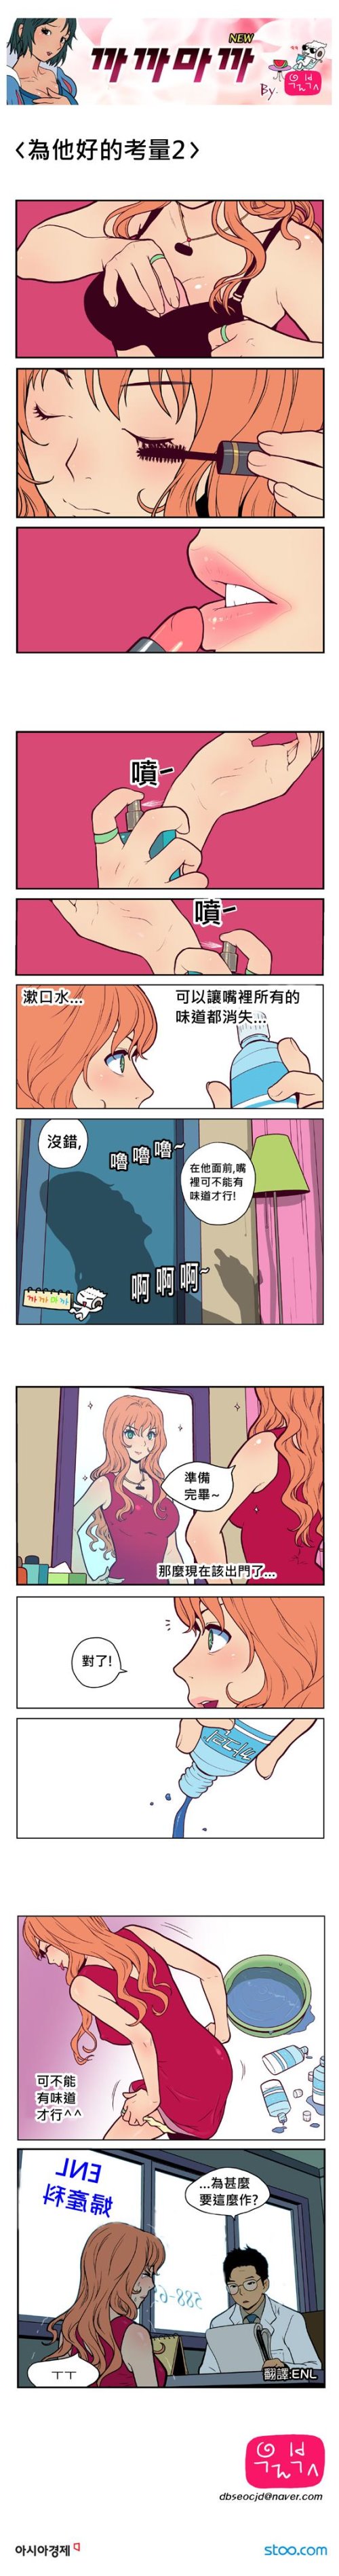 NEW
까까마까
By.
<為他好的考量2>
噴~
噴~
漱口水...
可以讓嘴裡所有的
味道都消失...
沒錯,
嚕嚕嚕~
在他面前,嘴
裡可不能有
味道才行!
啊啊啊~
까까마까
準備
完畢~
那麼現在該出門了...
對了!
可不能
有味道
才行^^
ENL
婦產科
...為甚麼
要這麼作?
ㅜㅜ
翻譯:ENL
dbseocjd@naver.com
아시아경제
stoo.com